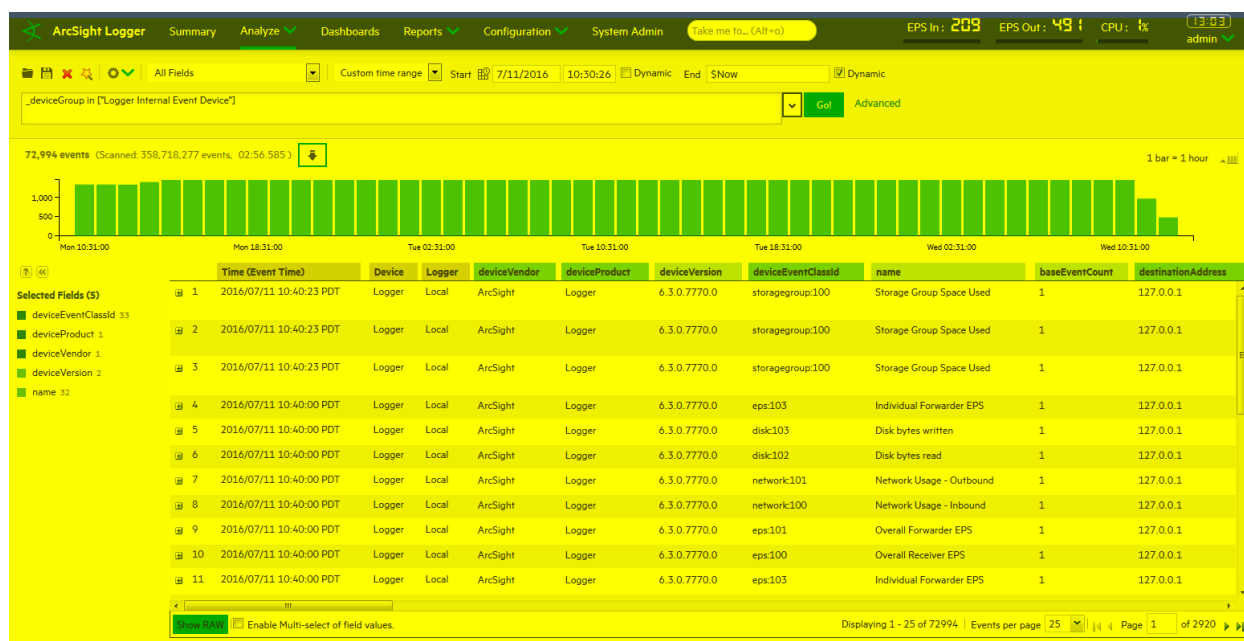 ArcSight Logger Summary Analyze Dashboards Reports Configuration System Admin Take me to... (Alt+o) EPS In : 209 EPS Out : 491 CPU : 1% 13:03
admin
All Fields Custom time range Start 7/11/2016 10:30:26 Dynamic End $Now Dynamic
_deviceGroup in ["Logger Internal Event Device"] Go! Advanced
72,994 events (Scanned: 358,718,277 events, 02:56.585 ) 1 bar = 1 hour
1,000
500
0
Mon 10:31:00 Mon 18:31:00 Tue 02:31:00 Tue 10:31:00 Tue 18:31:00 Wed 02:31:00 Wed 10:31:00
Time (Event Time) Device Logger deviceVendor deviceProduct deviceVersion deviceEventClassId name baseEventCount destinationAddress
Selected Fields (5)
deviceEventClassId 33
deviceProduct 1
deviceVendor 1
deviceVersion 2
name 32
1 2016/07/11 10:40:23 PDT Logger Local ArcSight Logger 6.3.0.7770.0 storagegroup:100 Storage Group Space Used 1 127.0.0.1
2 2016/07/11 10:40:23 PDT Logger Local ArcSight Logger 6.3.0.7770.0 storagegroup:100 Storage Group Space Used 1 127.0.0.1
3 2016/07/11 10:40:23 PDT Logger Local ArcSight Logger 6.3.0.7770.0 storagegroup:100 Storage Group Space Used 1 127.0.0.1
4 2016/07/11 10:40:00 PDT Logger Local ArcSight Logger 6.3.0.7770.0 eps:103 Individual Forwarder EPS 1 127.0.0.1
5 2016/07/11 10:40:00 PDT Logger Local ArcSight Logger 6.3.0.7770.0 disk:103 Disk bytes written 1 127.0.0.1
6 2016/07/11 10:40:00 PDT Logger Local ArcSight Logger 6.3.0.7770.0 disk:102 Disk bytes read 1 127.0.0.1
7 2016/07/11 10:40:00 PDT Logger Local ArcSight Logger 6.3.0.7770.0 network:101 Network Usage - Outbound 1 127.0.0.1
8 2016/07/11 10:40:00 PDT Logger Local ArcSight Logger 6.3.0.7770.0 network:100 Network Usage - Inbound 1 127.0.0.1
9 2016/07/11 10:40:00 PDT Logger Local ArcSight Logger 6.3.0.7770.0 eps:101 Overall Forwarder EPS 1 127.0.0.1
10 2016/07/11 10:40:00 PDT Logger Local ArcSight Logger 6.3.0.7770.0 eps:100 Overall Receiver EPS 1 127.0.0.1
11 2016/07/11 10:40:00 PDT Logger Local ArcSight Logger 6.3.0.7770.0 eps:103 Individual Forwarder EPS 1 127.0.0.1
Show RAW Enable Multi-select of field values. Displaying 1 - 25 of 72994 Events per page 25 Page 1 of 2920